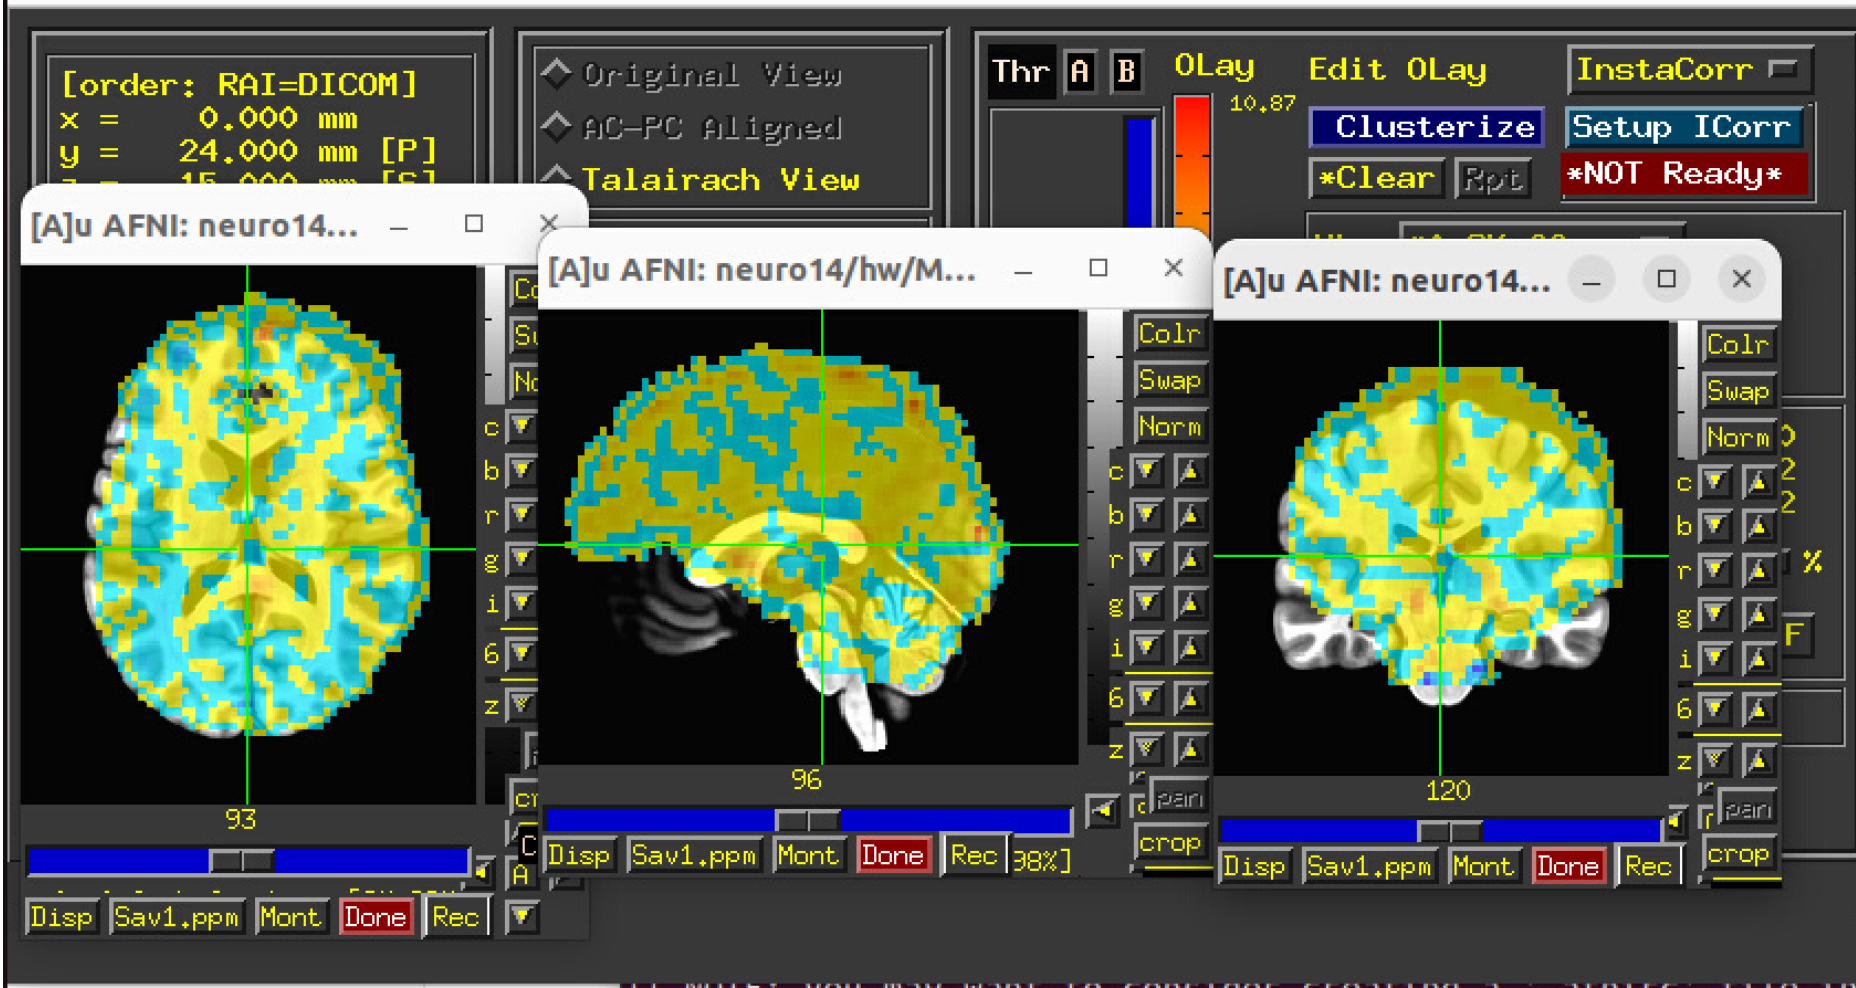 [order: RAI=DICOM]
x = 0.000 mm
y = 24.000 mm [P]
15.000 mm [S]
Original View
AC-PC Aligned
Talairach View
Thr A B OLay
10.87
Edit OLay
Clusterize
*Clear Rpt
InstaCorr
Setup ICorr
*NOT Ready*
[A]u AFNI: neuro14...
c
b
r
g
i
6
z
93
Disp Sav1.ppm Mont Done Rec
[A]u AFNI: neuro14/hw/M...
Colr
Swap
Norm
c
b
r
g
i
6
z
pan
crop
96
Disp Sav1.ppm Mont Done Rec
98%]
[A]u AFNI: neuro14...
Colr
Swap
Norm
c
b
r
g
i
6
z
pan
crop
120
Disp Sav1.ppm Mont Done Rec
2
2
%
F
A